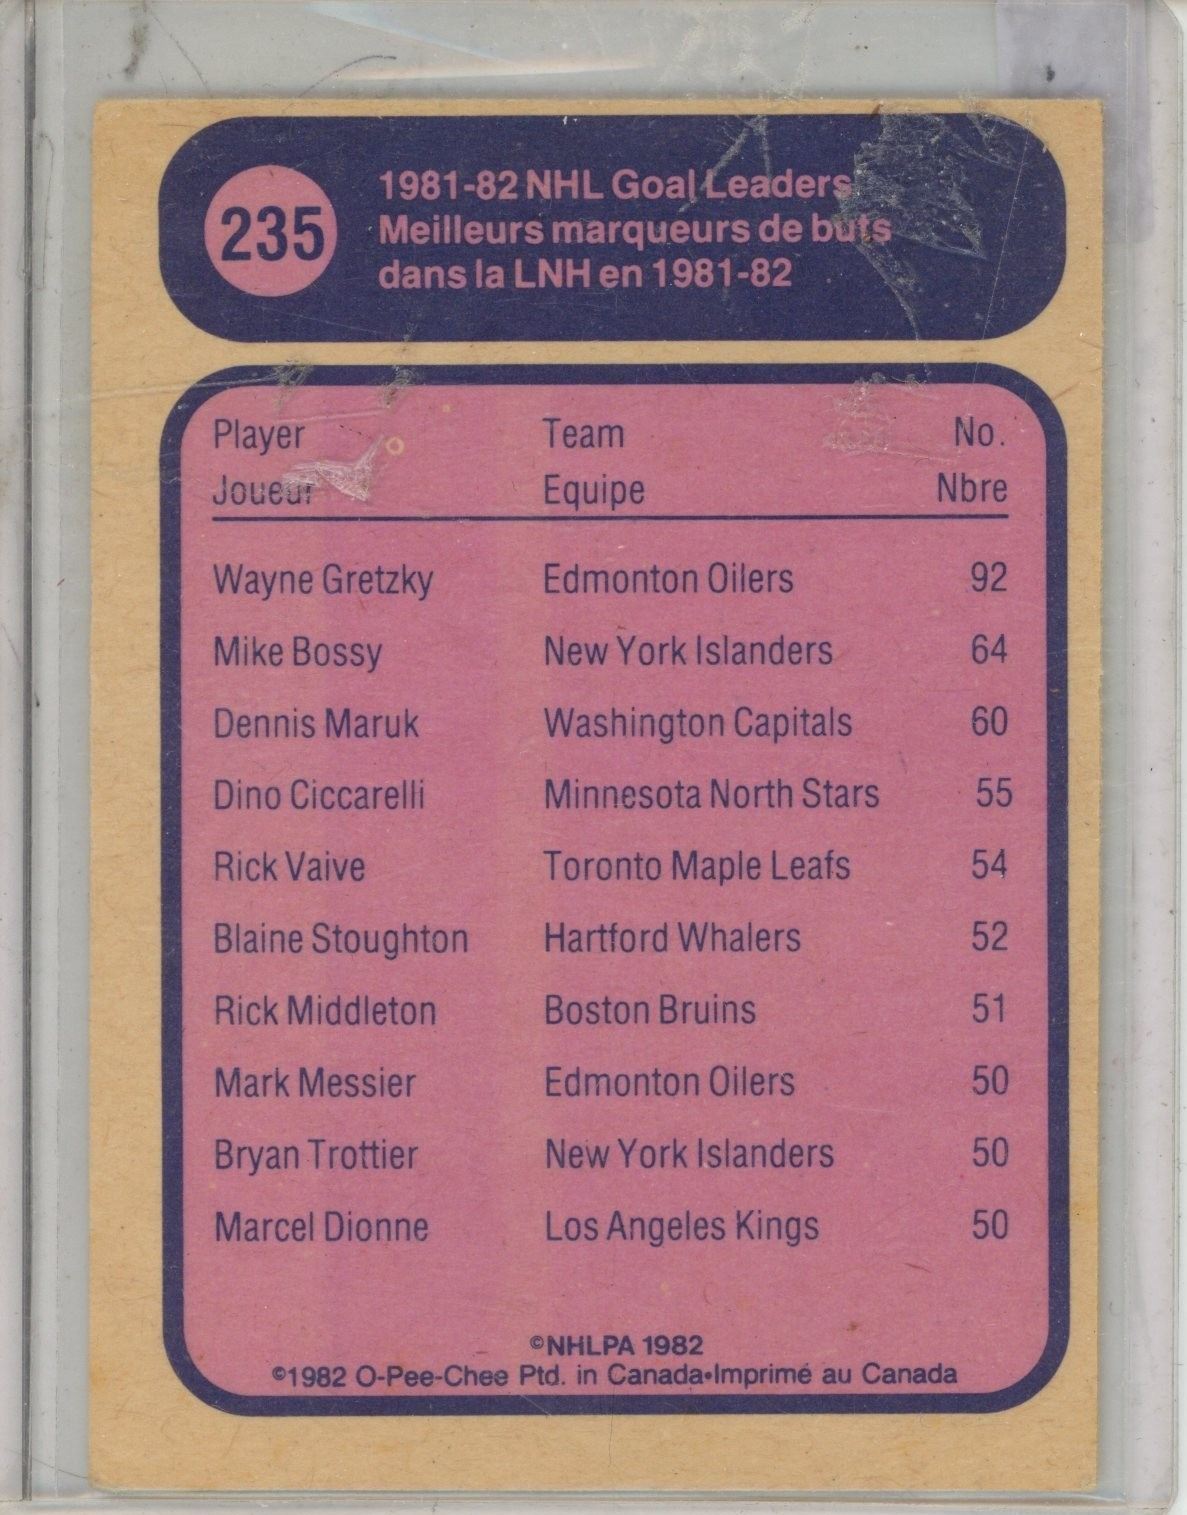 235
1981-82 NHL Goal Leaders
Meilleurs marqueurs de buts
dans la LNH en 1981-82
Player Team No.
Joueur Equipe Nbre
Wayne Gretzky Edmonton Oilers 92
Mike Bossy New York Islanders 64
Dennis Maruk Washington Capitals 60
Dino Ciccarelli Minnesota North Stars 55
Rick Vaive Toronto Maple Leafs 54
Blaine Stoughton Hartford Whalers 52
Rick Middleton Boston Bruins 51
Mark Messier Edmonton Oilers 50
Bryan Trottier New York Islanders 50
Marcel Dionne Los Angeles Kings 50
©NHLPA 1982
©1982 O-Pee-Chee Ptd. in Canada•Imprimé au Canada